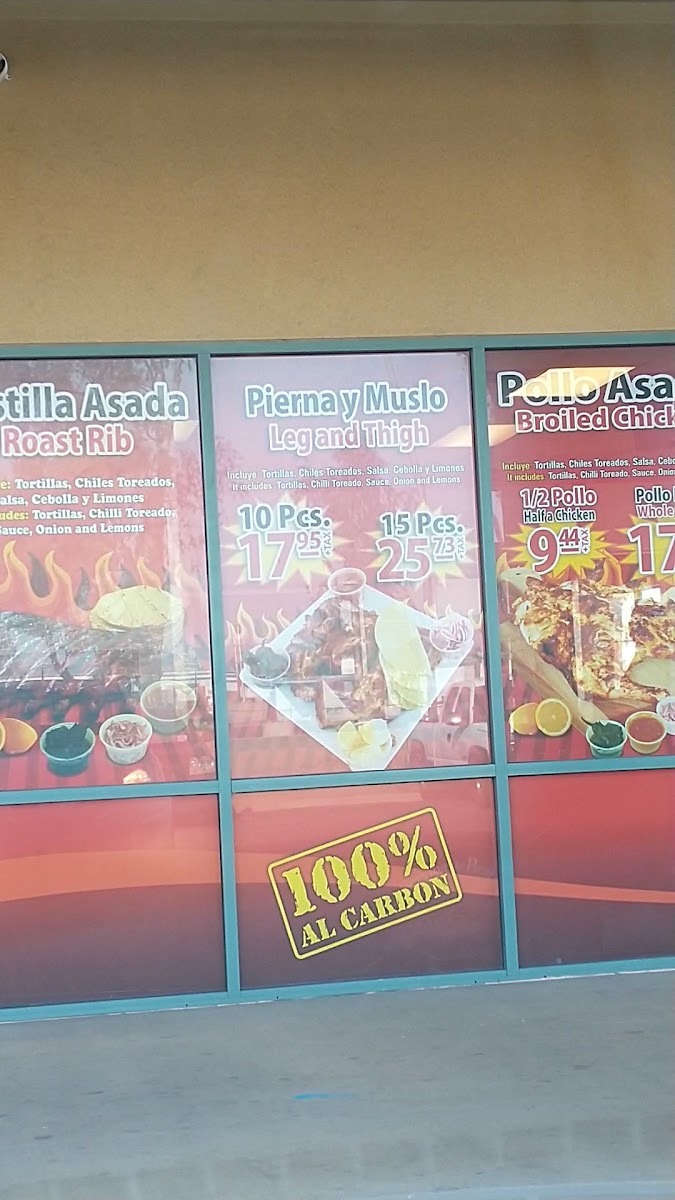 stilla Asada
Roast Rib
e: Tortillas, Chiles Toreados,
alsa, Cebolla y Limones
udes: Tortillas, Chilli Toreado,
Sauce, Onion and Lemons
Pierna y Muslo
Leg and Thigh
Incluye: Tortillas, Chiles Toreados, Salsa, Cebolla y Limones
It includes: Tortillas, Chilli Toreado, Sauce, Onion and Lemons
10 Pcs.
17 95 +TAX
15 Pcs.
25 73 +TAX
Pollo Asa
Broiled Chick
Incluye: Tortillas, Chiles Toreados, Salsa, Cebo
It includes: Tortillas, Chilli Toreado, Sauce, Onion
1/2 Pollo
Half a Chicken
9 44 +TAX
Pollo
Whole
17
100%
AL CARBON